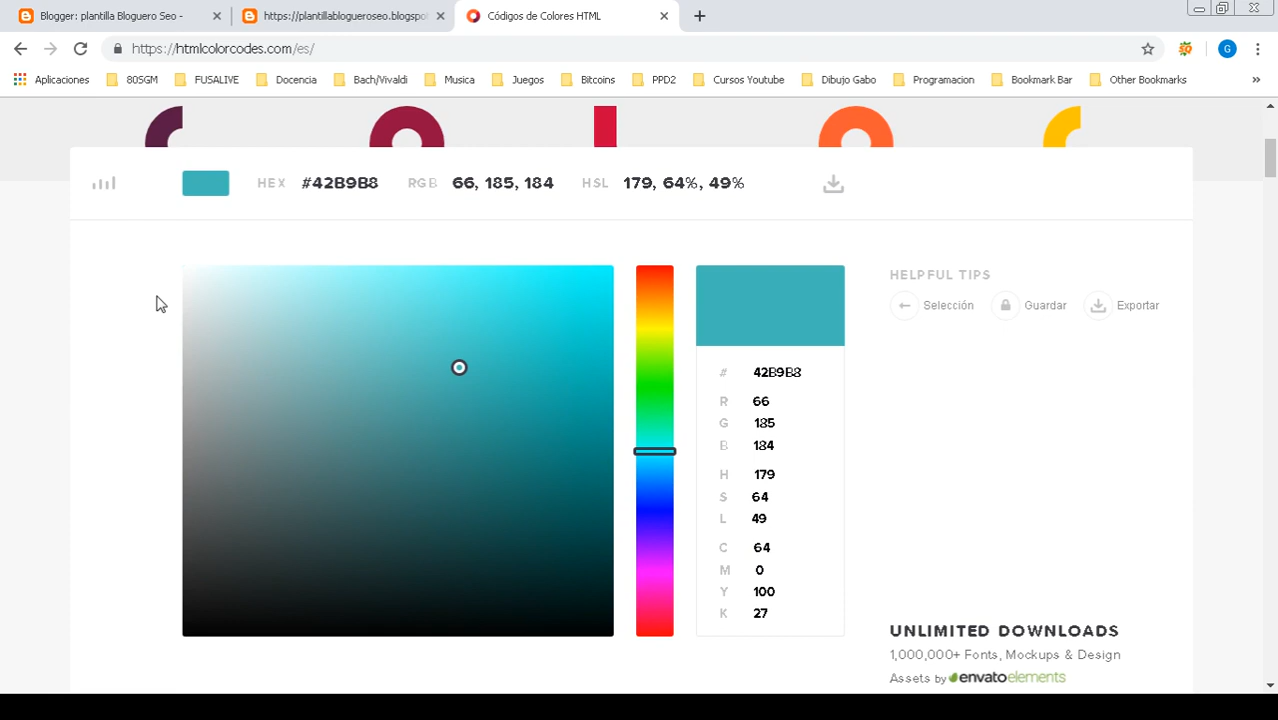 Blogger: plantilla Bloguero Seo -
https://plantillablogueroseo.blogspot
Códigos de Colores HTML
https://htmlcolorcodes.com/es/
G
Aplicaciones
80SGM
FUSALIVE
Docencia
Bach/Vivaldi
Musica
Juegos
Bitcoins
PPD2
Cursos Youtube
Dibujo Gabo
Programacion
Bookmark Bar
Other Bookmarks
HEX #42B9B8 RGB 66, 185, 184 HSL 179, 64%, 49%
HELPFUL TIPS
Selección Guardar Exportar
# 42B9B8
R 66
G 185
B 184
H 179
S 64
L 49
C 64
M 0
Y 100
K 27
UNLIMITED DOWNLOADS
1,000,000+ Fonts, Mockups & Design
Assets by envatoelements